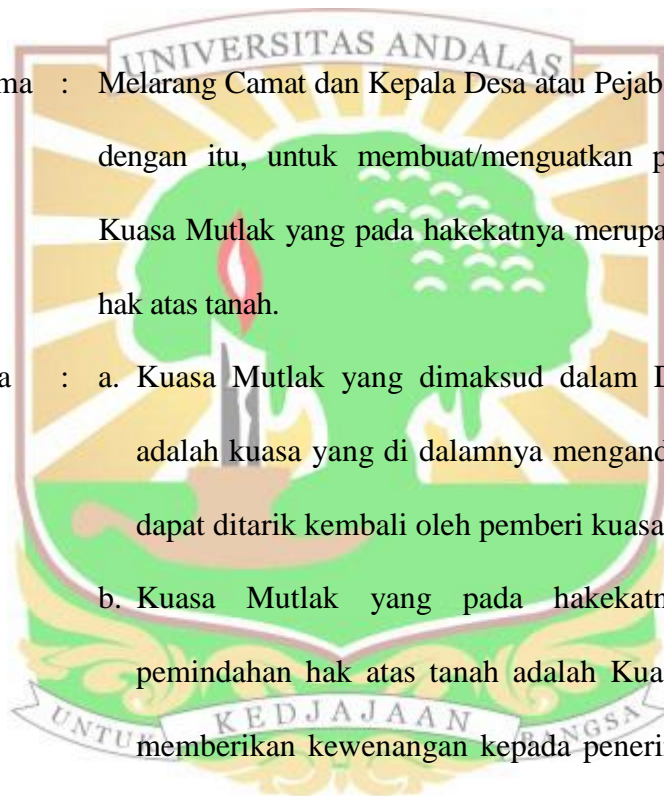 UNIVERSITAS ANDALAS
ma : Melarang Camat dan Kepala Desa atau Pejab
dengan itu, untuk membuat/menguatkan p
Kuasa Mutlak yang pada hakekatnya merupa
hak atas tanah.
a : a. Kuasa Mutlak yang dimaksud dalam D
adalah kuasa yang di dalamnya mengand
dapat ditarik kembali oleh pemberi kuasa
b. Kuasa Mutlak yang pada hakekatn
pemindahan hak atas tanah adalah Kua
UNTUK KEDJAJAAN BANGSA
memberikan kewenangan kepada peneri